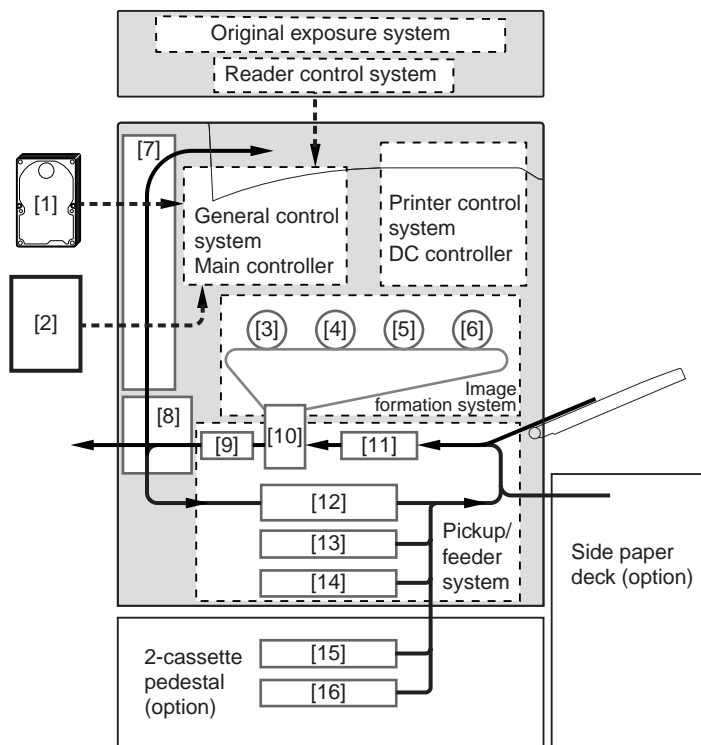 Original exposure system
Reader control system
[7]
[1]
General control
system
Main controller
Printer control
system
DC controller
[2]
[3]
[4]
[5]
[6]
Image
formation system
[8]
[9]
[10]
[11]
[12]
[13]
[14]
Pickup/
feeder
system
Side paper
deck (option)
2-cassette
pedestal
(option)
[15]
[16]